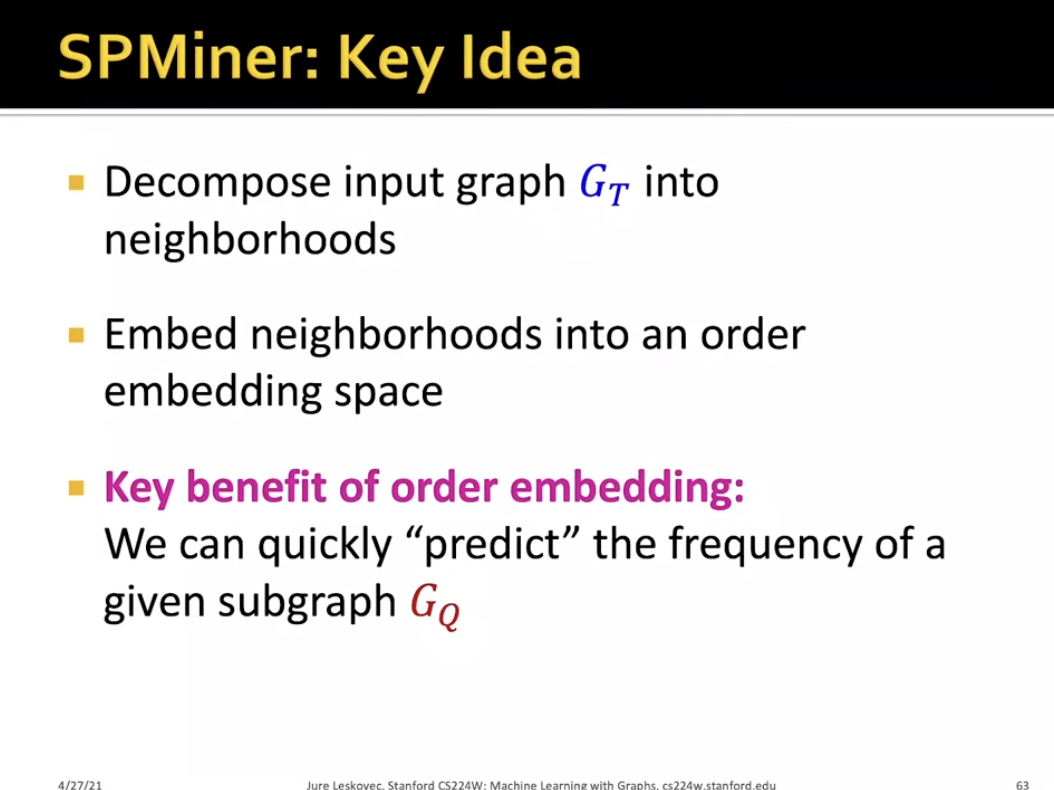 SPMiner: Key Idea
Decompose input graph G_T into
neighborhoods
Embed neighborhoods into an order
embedding space
Key benefit of order embedding:
We can quickly “predict” the frequency of a
given subgraph G_Q
4/27/21
Jure Leskovec, Stanford CS224W: Machine Learning with Graphs, cs224w.stanford.edu
63